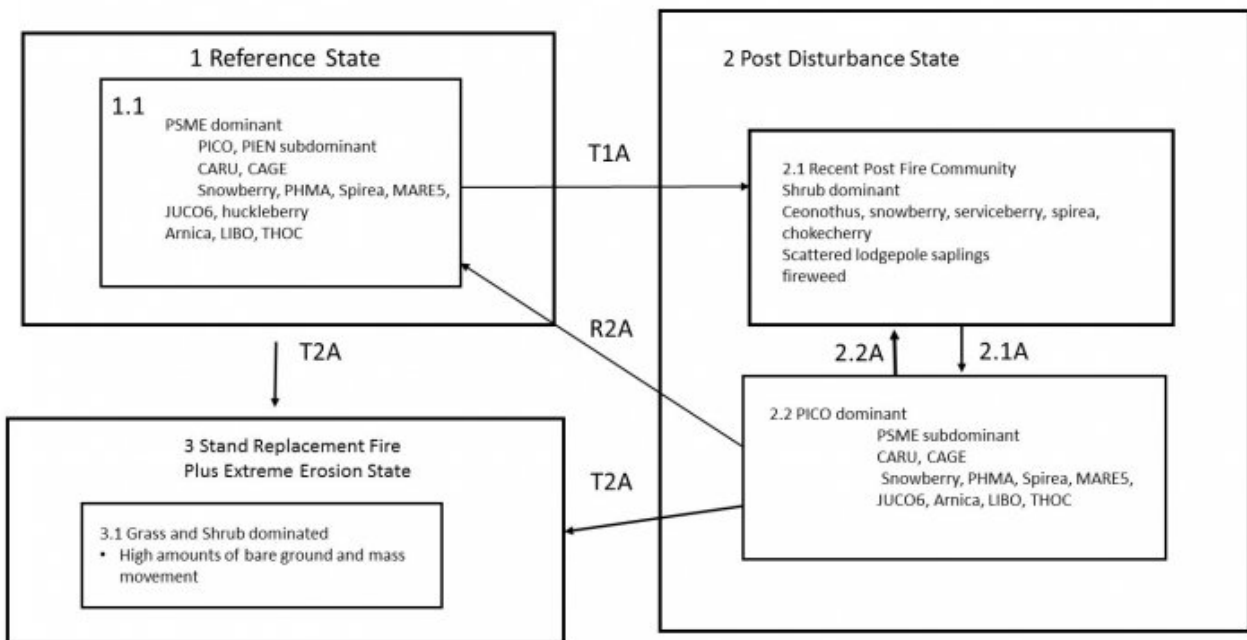 1 Reference State
1.1
PSME dominant
PICO, PIEN subdominant
CARU, CAGE
Snowberry, PHMA, Spirea, MARE5,
JUCO6, huckleberry
Arnica, LIBO, THOC
T1A
2 Post Disturbance State
2.1 Recent Post Fire Community
Shrub dominant
Ceonothus, snowberry, serviceberry, spirea,
chokecherry
Scattered lodgepole saplings
fireweed
R2A
T2A
2.2A
2.1A
2.2 PICO dominant
PSME subdominant
CARU, CAGE
Snowberry, PHMA, Spirea, MARE5,
JUCO6, Arnica, LIBO, THOC
T2A
3 Stand Replacement Fire
Plus Extreme Erosion State
3.1 Grass and Shrub dominated
• High amounts of bare ground and mass
movement